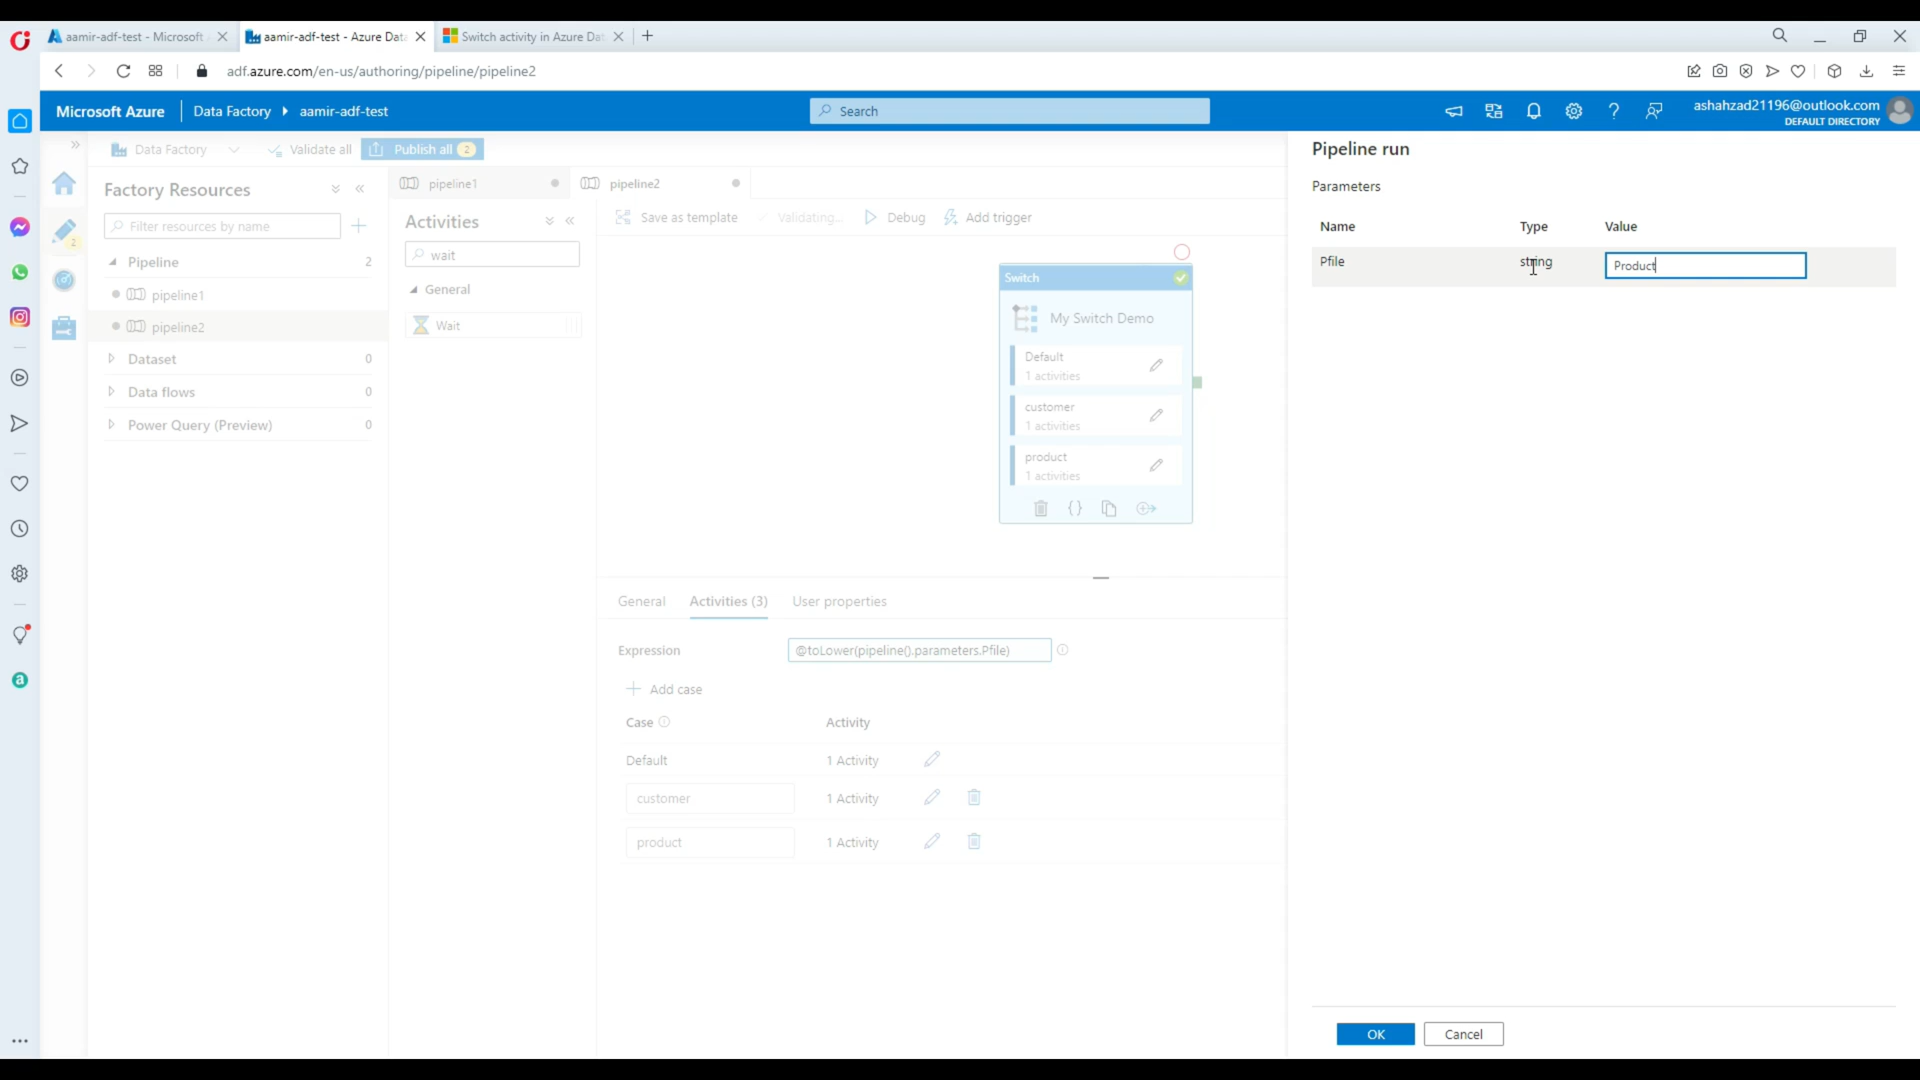 aamir-adf-test - Microsoft
aamir-adf-test - Azure Data
Switch activity in Azure Dat
adf.azure.com/en-us/authoring/pipeline/pipeline2
Microsoft Azure
Data Factory
aamir-adf-test
Search
ashahzad21196@outlook.com
DEFAULT DIRECTORY
Data Factory
Validate all
Publish all
2
Factory Resources
Filter resources by name
2
Pipeline
2
pipeline1
pipeline2
Dataset
0
Data flows
0
Power Query (Preview)
0
pipeline1
pipeline2
Activities
wait
General
Wait
Save as template
Validating...
Debug
Add trigger
Switch
My Switch Demo
Default
1 activities
customer
1 activities
product
1 activities
General
Activities (3)
User properties
Expression
@toLower(pipeline().parameters.Pfile)
Add case
Case
Activity
Default
1 Activity
customer
1 Activity
product
1 Activity
Pipeline run
Parameters
Name
Type
Value
Pfile
string
Product
OK
Cancel